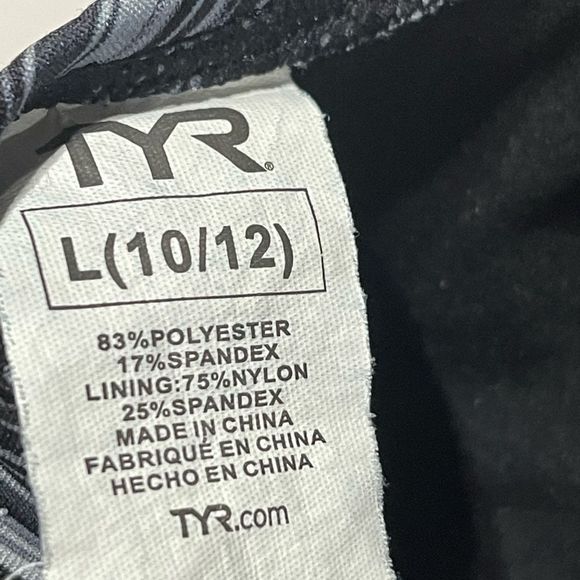 TYR®
L(10/12)
83%POLYESTER
17%SPANDEX
LINING:75%NYLON
25%SPANDEX
MADE IN CHINA
FABRIQUÉ EN CHINA
HECHO EN CHINA
TYR.com